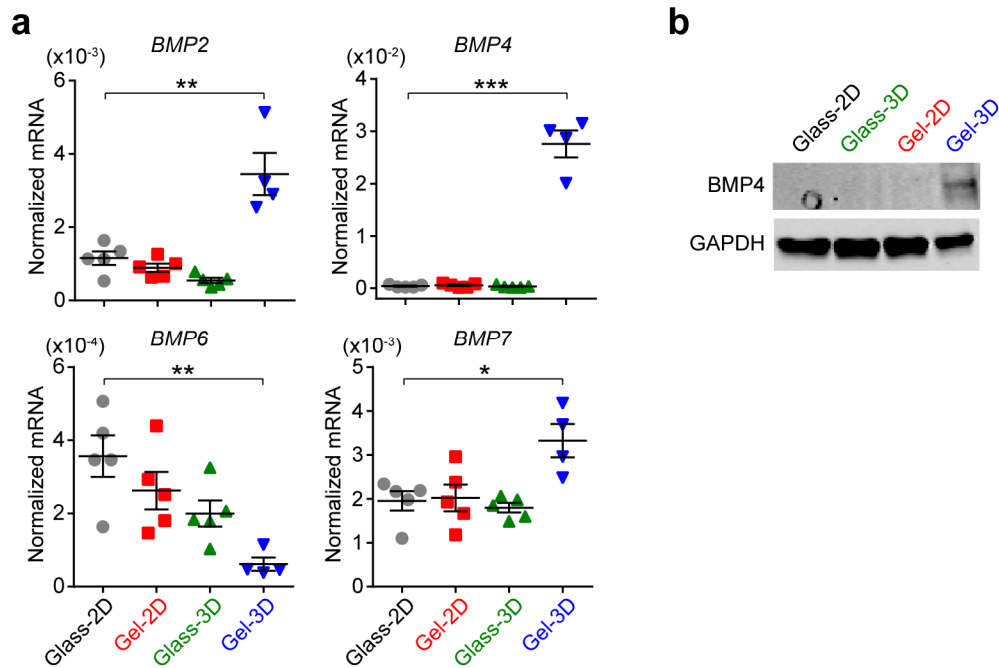 a
BMP2
(x10-3)
**
Normalized mRNA
6
4
2
0
BMP4
(x10-2)
***
Normalized mRNA
4
3
2
1
0
BMP6
(x10-4)
**
Normalized mRNA
6
4
2
0
Glass-2D
Gel-2D
Glass-3D
Gel-3D
BMP7
(x10-3)
*
Normalized mRNA
5
4
3
2
1
0
Glass-2D
Gel-2D
Glass-3D
Gel-3D
b
Glass-2D
Glass-3D
Gel-2D
Gel-3D
BMP4
GAPDH